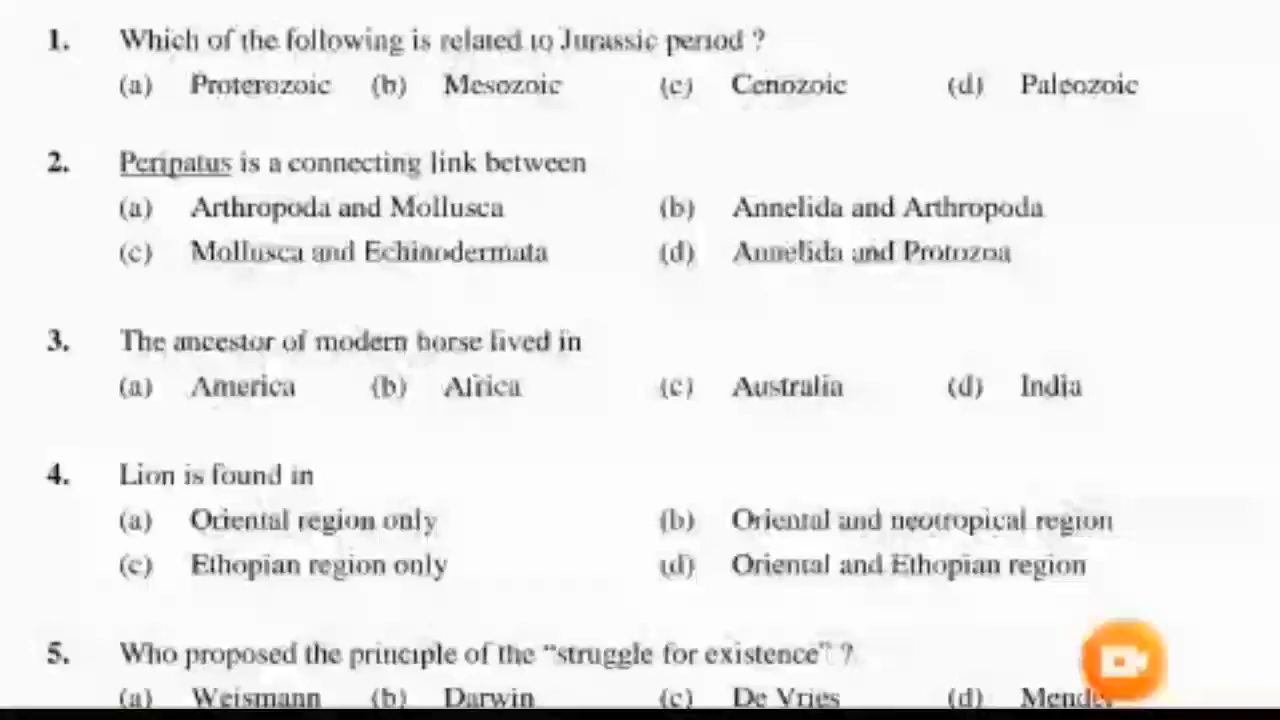 1. Which of the following is related to Jurassic period ?
(a) Proterozoic (b) Mesozoic (c) Cenozoic (d) Paleozoic
2. Peripatus is a connecting link between
(a) Arthropoda and Mollusca (b) Annelida and Arthropoda
(c) Mollusca and Echinodermata (d) Annelida and Protozoa
3. The ancestor of modern horse lived in
(a) America (b) Africa (c) Australia (d) India
4. Lion is found in
(a) Oriental region only (b) Oriental and neotropical region
(c) Ethopian region only (d) Oriental and Ethopian region
5. Who proposed the principle of the “struggle for existence” ?
(a) Weismann (b) Darwin (c) De Vries (d) Mendel